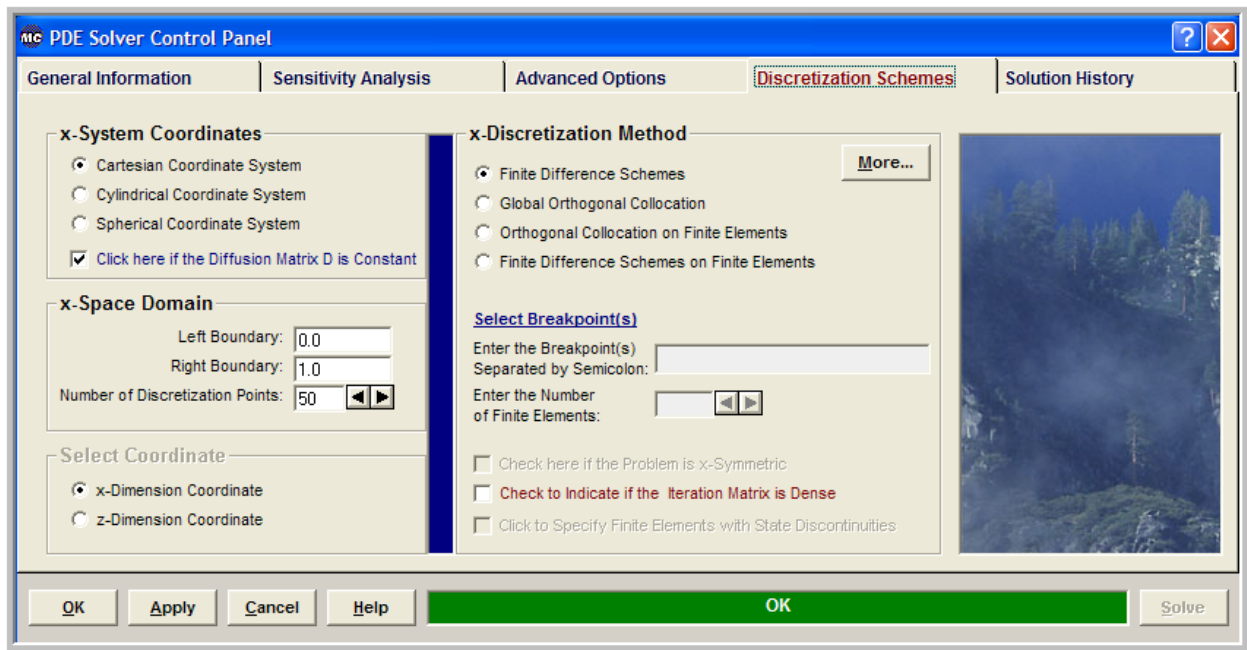 MC PDE Solver Control Panel
General Information
Sensitivity Analysis
Advanced Options
Discretization Schemes
Solution History
x-System Coordinates
Cartesian Coordinate System
Cylindrical Coordinate System
Spherical Coordinate System
Click here if the Diffusion Matrix D is Constant
x-Space Domain
Left Boundary: 0.0
Right Boundary: 1.0
Number of Discretization Points: 50
Select Coordinate
x-Dimension Coordinate
z-Dimension Coordinate
x-Discretization Method
More...
Finite Difference Schemes
Global Orthogonal Collocation
Orthogonal Collocation on Finite Elements
Finite Difference Schemes on Finite Elements
Select Breakpoint(s)
Enter the Breakpoint(s)
Separated by Semicolon:
Enter the Number
of Finite Elements:
Check here if the Problem is x-Symmetric
Check to Indicate if the Iteration Matrix is Dense
Click to Specify Finite Elements with State Discontinuities
OK
Apply
Cancel
Help
OK
Solve